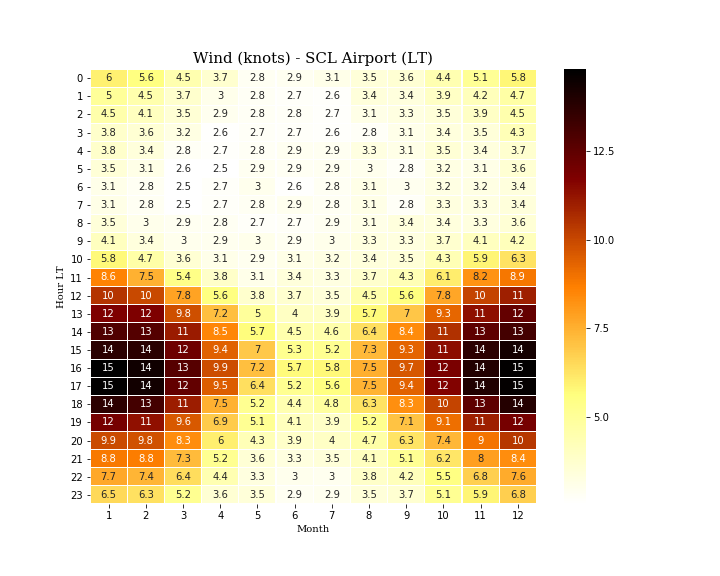 Wind (knots) - SCL Airport (LT)
0 6 5.6 4.5 3.7 2.8 2.9 3.1 3.5 3.6 4.4 5.1 5.8
1 5 4.5 3.7 3 2.8 2.7 2.6 3.4 3.4 3.9 4.2 4.7
2 4.5 4.1 3.5 2.9 2.8 2.8 2.7 3.1 3.3 3.5 3.9 4.5
3 3.8 3.6 3.2 2.6 2.7 2.7 2.6 2.8 3.1 3.4 3.5 4.3
4 3.8 3.4 2.8 2.7 2.8 2.9 2.9 3.3 3.1 3.5 3.4 3.7
5 3.5 3.1 2.6 2.5 2.9 2.9 2.9 3 2.8 3.2 3.1 3.6
6 3.1 2.8 2.5 2.7 3 2.6 2.8 3.1 3 3.2 3.2 3.4
7 3.1 2.8 2.5 2.7 2.8 2.9 2.8 3.1 2.8 3.3 3.3 3.4
8 3.5 3 2.9 2.8 2.7 2.7 2.9 3.1 3.4 3.4 3.3 3.6
9 4.1 3.4 3 2.9 3 2.9 3 3.3 3.3 3.7 4.1 4.2
10 5.8 4.7 3.6 3.1 2.9 3.1 3.2 3.4 3.5 4.3 5.9 6.3
11 8.6 7.5 5.4 3.8 3.1 3.4 3.3 3.7 4.3 6.1 8.2 8.9
12 10 10 7.8 5.6 3.8 3.7 3.5 4.5 5.6 7.8 10 11
13 12 12 9.8 7.2 5 4 3.9 5.7 7 9.3 11 12
14 13 13 11 8.5 5.7 4.5 4.6 6.4 8.4 11 13 13
15 14 14 12 9.4 7 5.3 5.2 7.3 9.3 11 14 14
16 15 14 13 9.9 7.2 5.7 5.8 7.5 9.7 12 14 15
17 15 14 12 9.5 6.4 5.2 5.6 7.5 9.4 12 14 15
18 14 13 11 7.5 5.2 4.4 4.8 6.3 8.3 10 13 14
19 12 11 9.6 6.9 5.1 4.1 3.9 5.2 7.1 9.1 11 12
20 9.9 9.8 8.3 6 4.3 3.9 4 4.7 6.3 7.4 9 10
21 8.8 8.8 7.3 5.2 3.6 3.3 3.5 4.1 5.1 6.2 8 8.4
22 7.7 7.4 6.4 4.4 3.3 3 3 3.8 4.2 5.5 6.8 7.6
23 6.5 6.3 5.2 3.6 3.5 2.9 2.9 3.5 3.7 5.1 5.9 6.8
1 2 3 4 5 6 7 8 9 10 11 12
Month
Hour LT
12.5
10.0
7.5
5.0